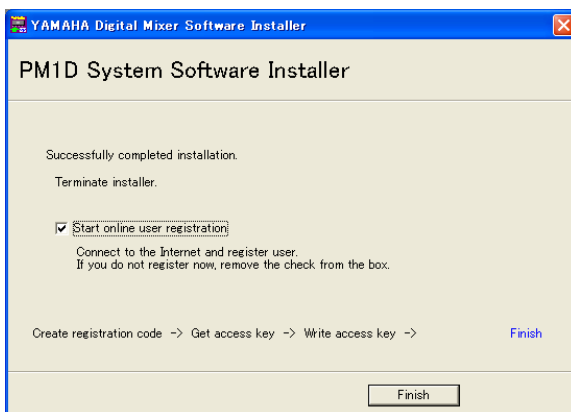 YAMAHA Digital Mixer Software Installer
PM1D System Software Installer
Successfully completed installation.
Terminate installer.
Start online user registration
Connect to the Internet and register user.
If you do not register now, remove the check from the box.
Create registration code -> Get access key -> Write access key -> Finish
Finish